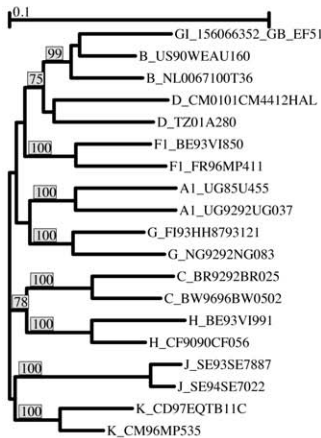 0.1
GI_156066352_GB_EF51
99
B_US90WEAU160
75
B_NL0067100T36
D_CM0101CM4412HAL
D_TZ01A280
F1_BE93VI850
100
F1_FR96MP411
A1_UG85U455
100
A1_UG9292UG037
G_FI93HH8793121
100
G_NG9292NG083
C_BR9292BR025
100
C_BW9696BW0502
78
H_BE93VI991
100
H_CF9090CF056
J_SE93SE7887
100
J_SE94SE7022
K_CD97EQTB11C
100
K_CM96MP535